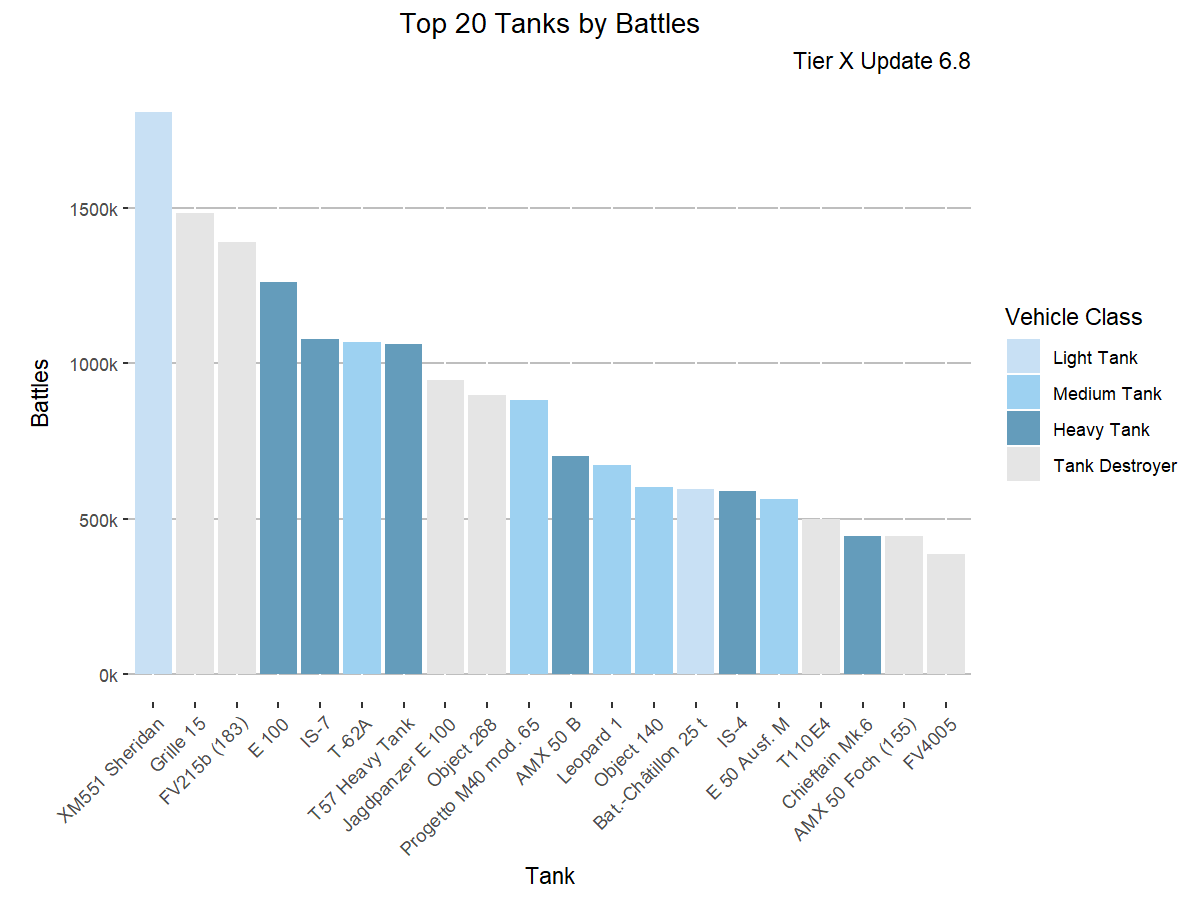 Top 20 Tanks by Battles
Tier X Update 6.8
Battles
1500k
1000k
500k
0k
XM551 Sheridan
Grille 15
FV215b (183)
E 100
IS-7
T-62A
T57 Heavy Tank
Jagdpanzer E 100
Object 268
Progetto M40 mod. 65
AMX 50 B
Leopard 1
Object 140
Bat.-Châtillon 25 t
IS-4
E 50 Ausf. M
T110E4
Chieftain Mk.6
AMX 50 Foch (155)
FV4005
Tank
Vehicle Class
Light Tank
Medium Tank
Heavy Tank
Tank Destroyer